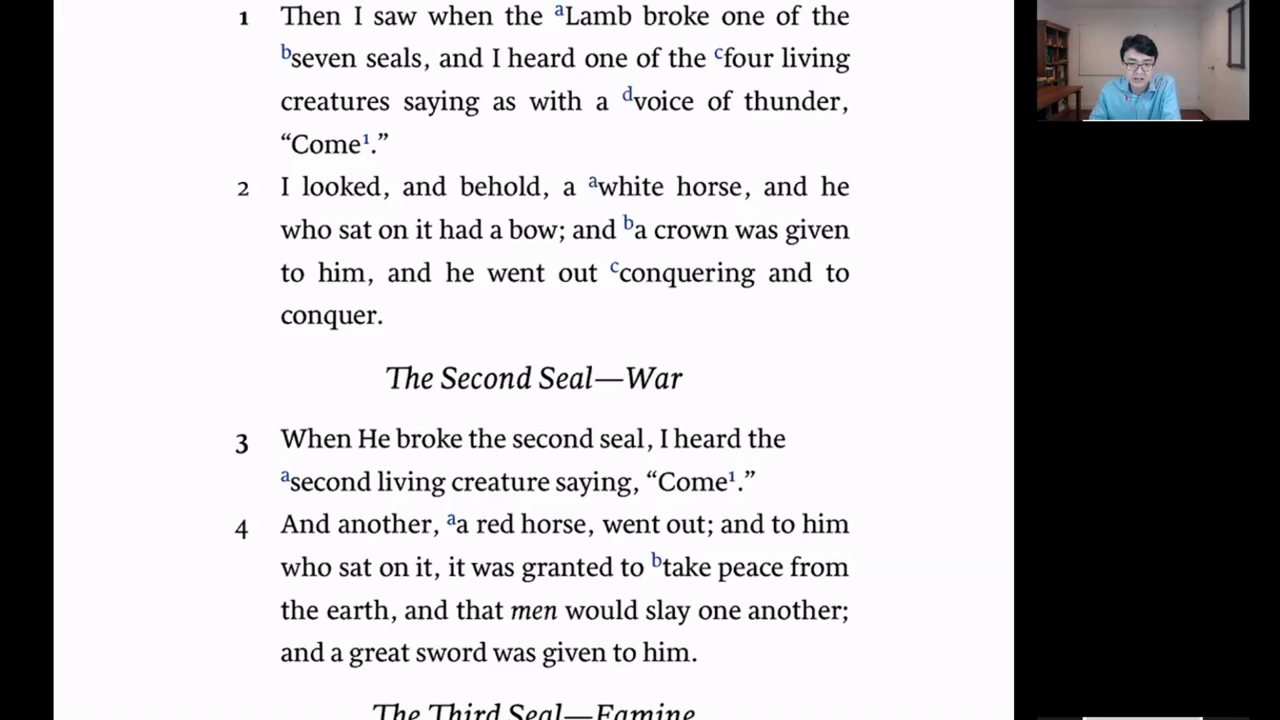 1 Then I saw when the aLamb broke one of the
bseven seals, and I heard one of the cfour living
creatures saying as with a dvoice of thunder,
“Come1.”
2 I looked, and behold, a awhite horse, and he
who sat on it had a bow; and ba crown was given
to him, and he went out cconquering and to
conquer.
The Second Seal—War
3 When He broke the second seal, I heard the
asecond living creature saying, “Come1.”
4 And another, aa red horse, went out; and to him
who sat on it, it was granted to btake peace from
the earth, and that men would slay one another;
and a great sword was given to him.
The Third Seal—Famine